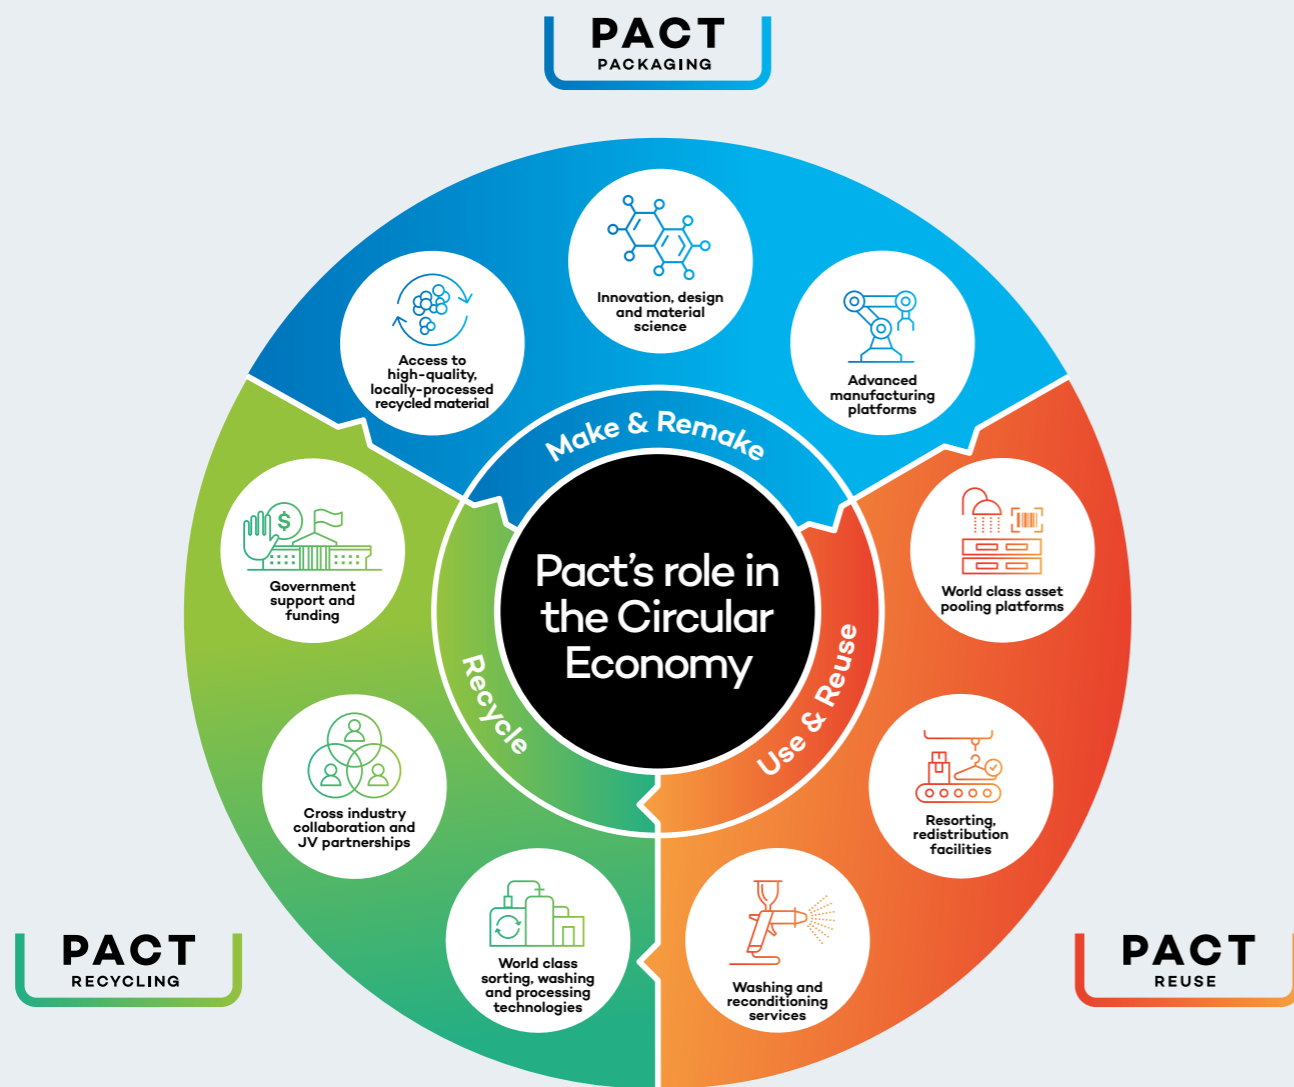 PACT
PACKAGING
Innovation, design
and material
science
Access to
high-quality,
locally-processed
recycled material
Advanced
manufacturing
platforms
Make & Remake
Government
support and
funding
$
World class asset
pooling platforms
Pact's role in
the Circular
Economy
Recycle
Use & Reuse
Cross industry
collaboration and
JV partnerships
Resorting,
redistribution
facilities
World class
sorting, washing
and processing
technologies
Washing and
reconditioning
services
PACT
RECYCLING
PACT
REUSE